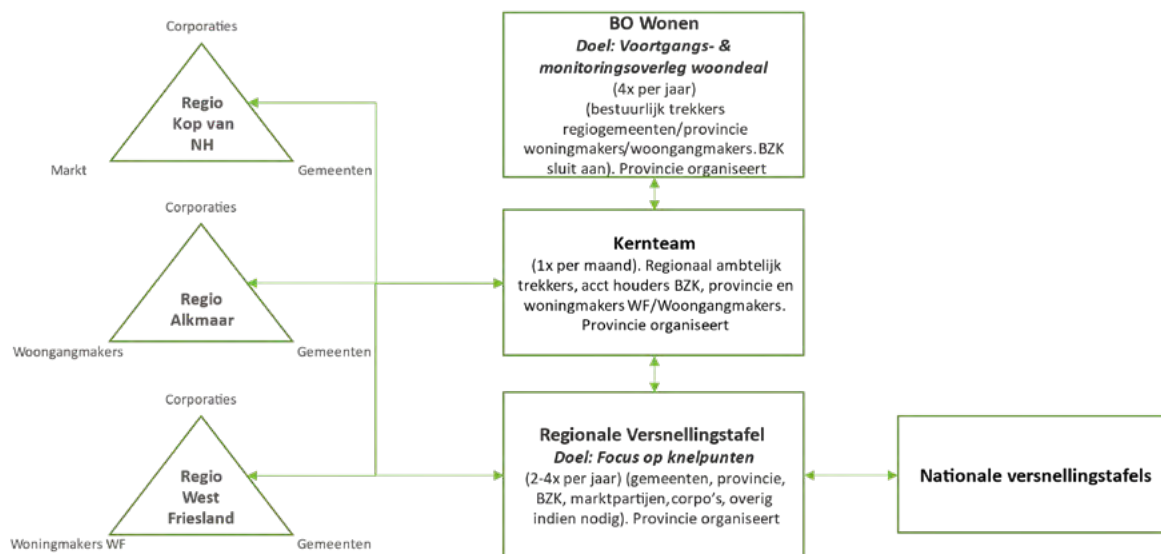 Corporaties
Regio
Kop van
NH
Markt
Gemeenten
Corporaties
Regio
Alkmaar
Woongangmakers
Gemeenten
Corporaties
Regio
West
Friesland
Woningmakers WF
Gemeenten
BO Wonen
Doel: Voortgangs- &
monitoringsoverleg woondeal
(4x per jaar)
(bestuurlijk trekkers
regiogemeenten/provincie
woningmakers/woongangmakers.BZK
sluit aan). Provincie organiseert
Kernteam
(1x per maand). Regionaal ambtelijk
trekkers, acct houders BZK, provincie en
woningmakers WF/Woongangmakers.
Provincie organiseert
Regionale Versnellingstafel
Doel: Focus op knelpunten
(2-4x per jaar) (gemeenten, provincie,
BZK, marktpartijen,corpo's, overig
indien nodig). Provincie organiseert
Nationale versnellingstafels